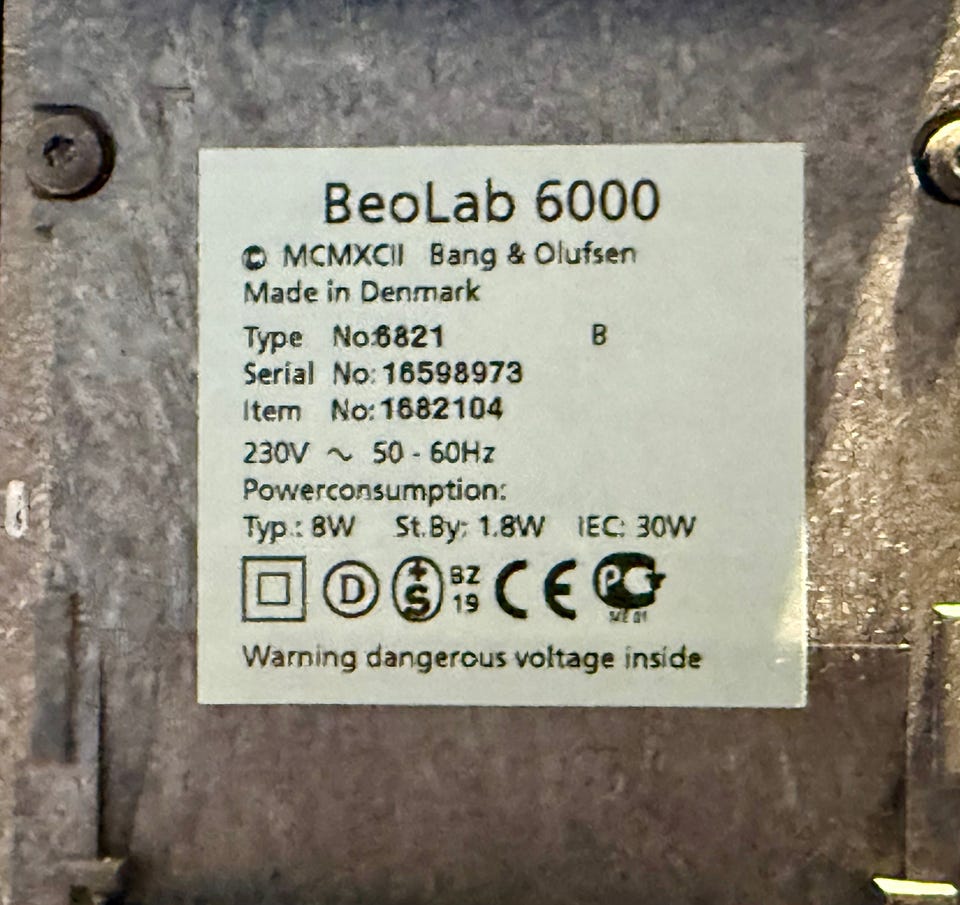 BeoLab 6000
© MCMXCII Bang & Olufsen
Made in Denmark
Type No:6821 B
Serial No: 16598973
Item No: 1682104
230V ~ 50 - 60Hz
Powerconsumption:
Typ.: 8W St.By: 1.8W IEC: 30W
D +S BZ 19 CE PCT
Warning dangerous voltage inside